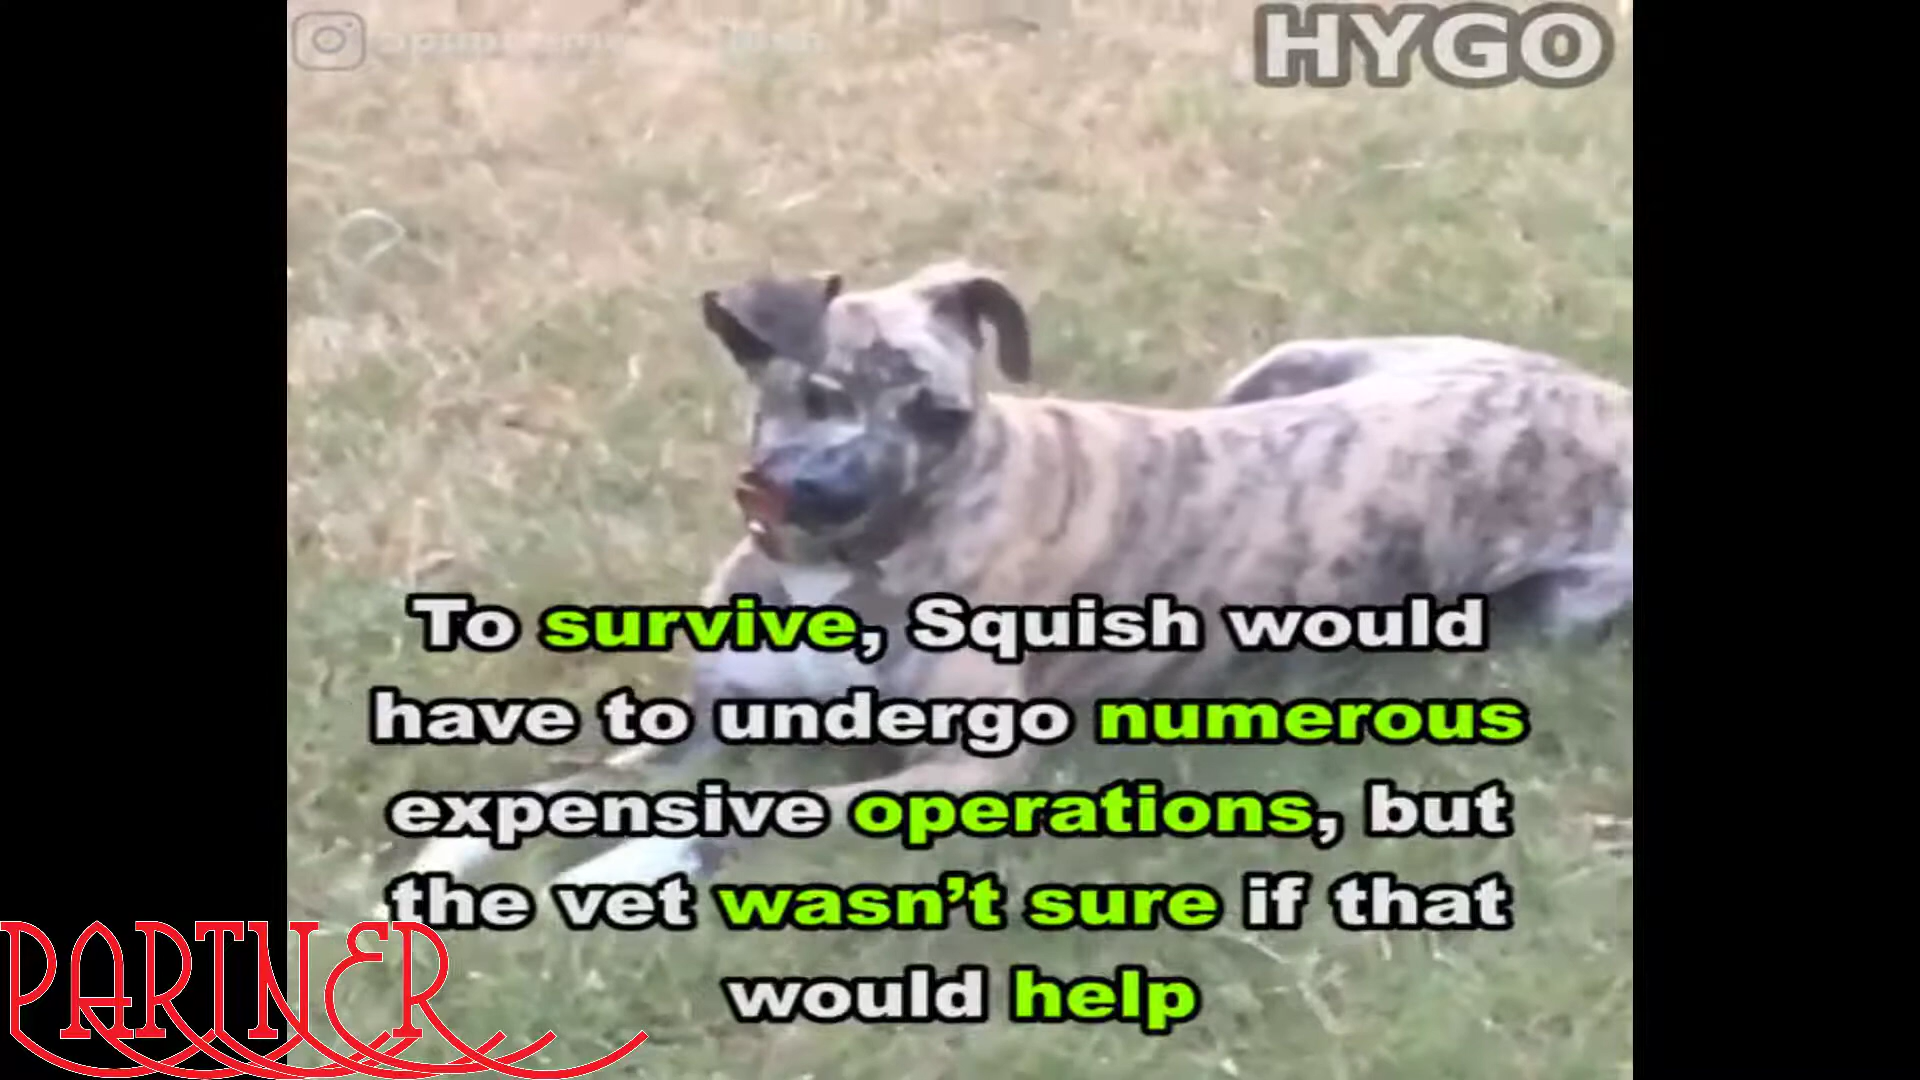 HYGO
To survive, Squish would
have to undergo numerous
expensive operations, but
the vet wasn't sure if that
would help
PARTNER